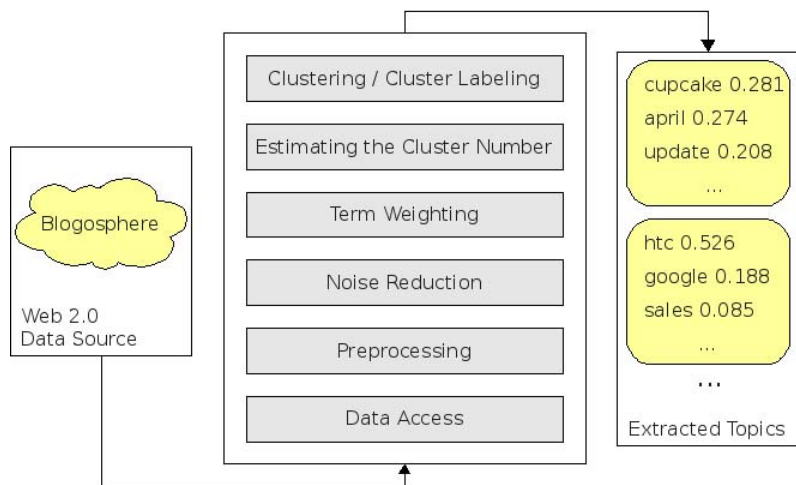 Blogosphere
Web 2.0
Data Source
Clustering / Cluster Labeling
Estimating the Cluster Number
Term Weighting
Noise Reduction
Preprocessing
Data Access
cupcake 0.281
april 0.274
update 0.208
...
htc 0.526
google 0.188
sales 0.085
...
...
Extracted Topics